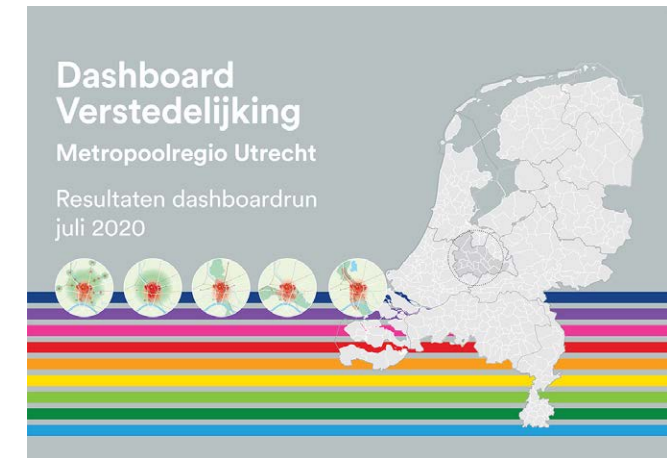 Dashboard
Verstedelijking
Metropoolregio Utrecht
Resultaten dashboardrun
juli 2020